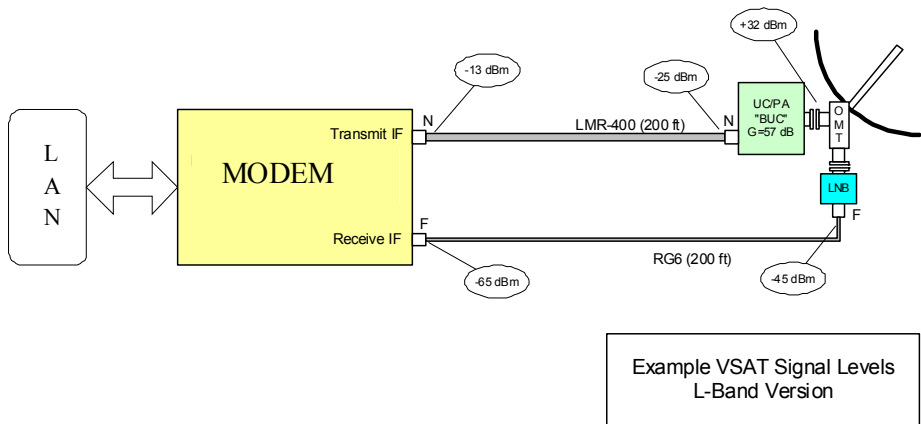 +32 dBm
-13 dBm
-25 dBm
UC/PA
"BUC"
G=57 dB
O
M
T
N
N
Transmit IF
LMR-400 (200 ft)
L
A
N
MODEM
LNB
F
F
Receive IF
RG6 (200 ft)
-65 dBm
-45 dBm
Example VSAT Signal Levels
L-Band Version